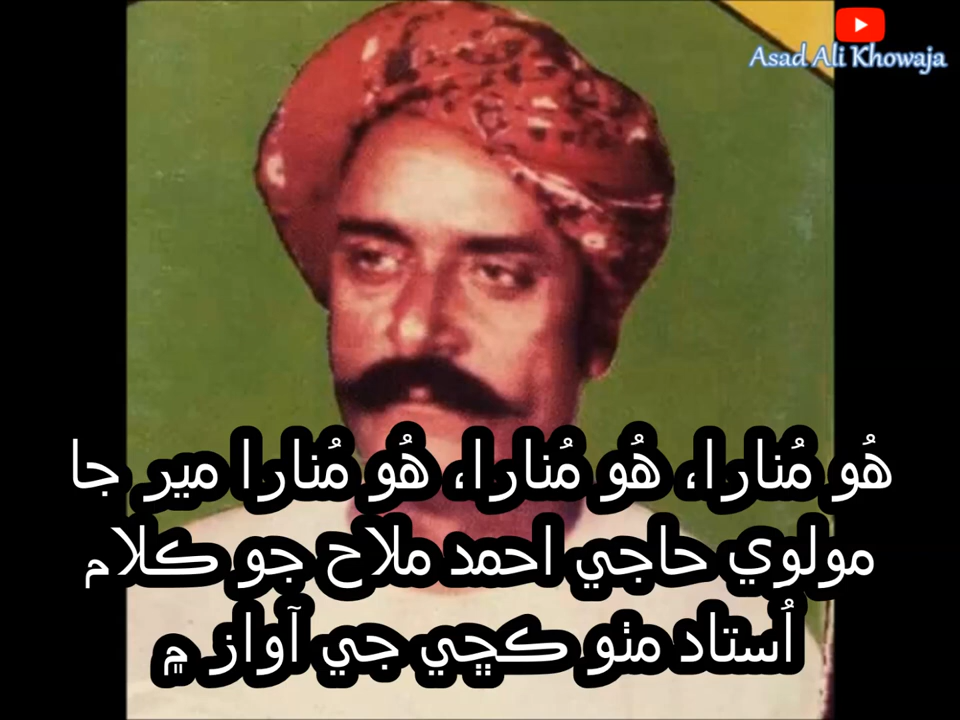 Asad Ali Khowaja
هُو مُنارا، هُو مُنارا، هُو مُنارا مير جا
مولوي حاجي احمد ملاح جو ڪلام
اُستاد مٺو ڪڇي جي آواز ۾